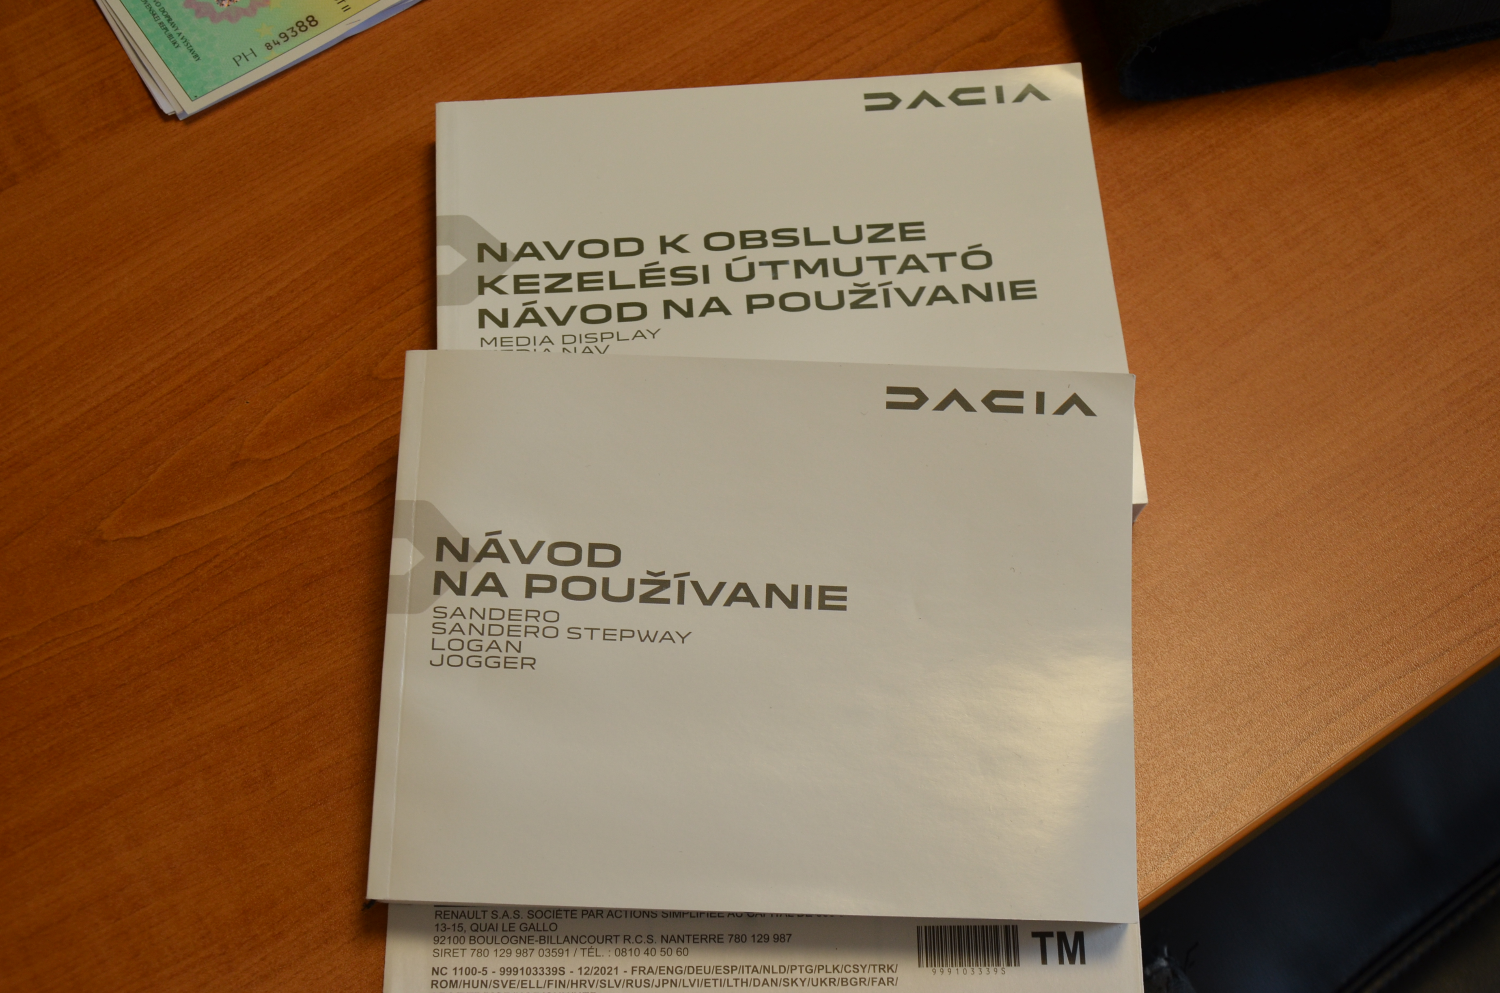 PH 849388
DACIA
NAVOD K OBSLUZE
KEZELÉSI ÚTMUTATÓ
NÁVOD NA POUŽÍVANIE
MEDIA DISPLAY
MEDIA NAV
DACIA
NÁVOD
NA POUŽÍVANIE
SANDERO
SANDERO STEPWAY
LOGAN
JOGGER
RENAULT S.A.S. SOCIÉTÉ PAR ACTIONS SIMPLIFIÉE AU CAPITAL DE
13-15, QUAI LE GALLO
92100 BOULOGNE-BILLANCOURT R.C.S. NANTERRE 780 129 987
SIRET 780 129 987 03591 / TÉL. : 0810 40 50 60
NC 1100-5 - 999103339S - 12/2021 - FRA/ENG/DEU/ESP/ITA/NLD/PTG/PLK/CSY/TRK/
ROM/HUN/SVE/ELL/FIN/HRV/SLV/RUS/JPN/LVI/ETI/LTH/DAN/SKY/UKR/BGR/FAR/
999103339S
TM